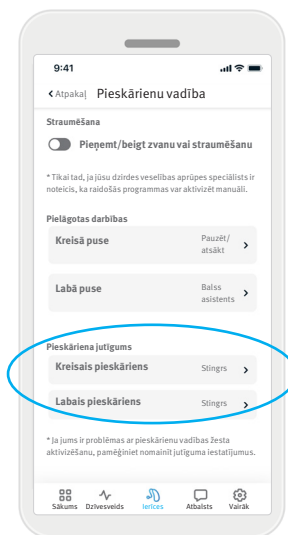 9:41
Atpakaļ Pieskārienu vadība
Straumēšana
Pieņemt/beigt zvanu vai straumēšanu
* Tikai tad, ja jūsu dzirdes veselības aprūpes speciālists ir
noteicis, ka raidošās programmas var aktivizēt manuāli.
Pielāgotas darbības
Kreisā puse Pauzēt/
atsākt
Labā puse Balss
asistents
Pieskāriena jutīgums
Kreisais pieskāriens Stingrs
Labais pieskāriens Stingrs
* Ja jums ir problēmas ar pieskārienu vadības žesta
aktivizēšanu, pamēģiniet nomainīt jutīguma iestatījumus.
Sākums Dzīvesveids Ierīces Atbalsts Vairāk